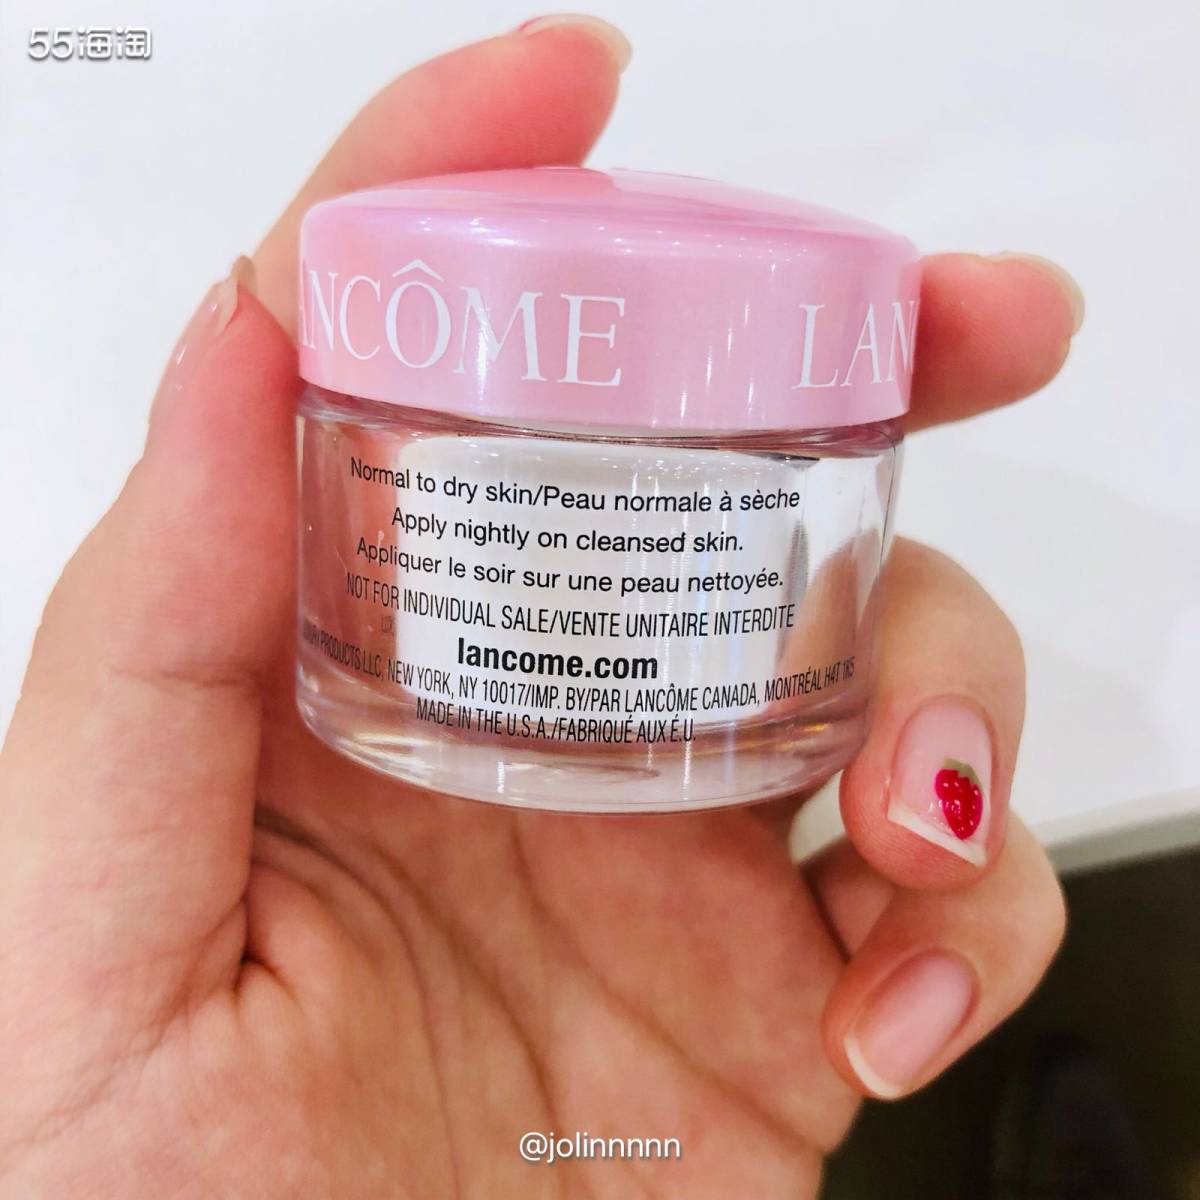 55海淘
ANCÔME LAN
Normal to dry skin/Peau normale à sèche
Apply nightly on cleansed skin.
Appliquer le soir sur une peau nettoyée.
NOT FOR INDIVIDUAL SALE/VENTE UNITAIRE INTERDITE
lancome.com
PRODUCTS LLC, NEW YORK, NY 10017/IMP. BY/PAR LANCÔME CANADA, MONTRÉAL H4T 1K5
MADE IN THE U.S.A./FABRIQUÉ AUX É.U.
@jolinnnnn